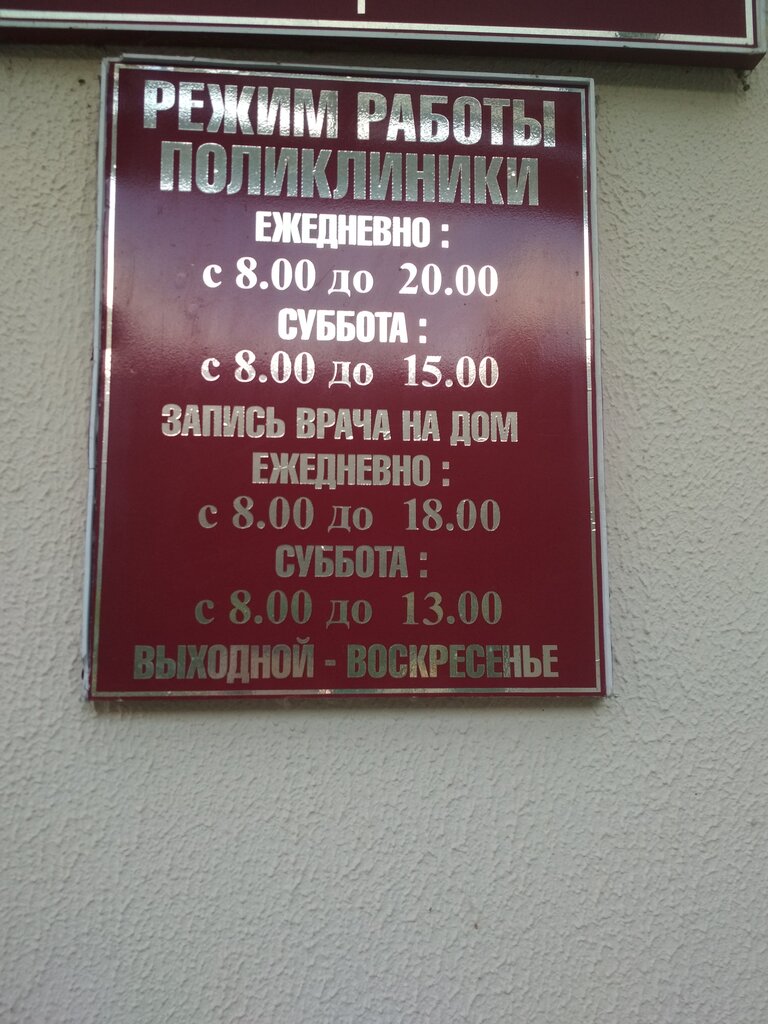 РЕЖИМ РАБОТЫ
ПОЛИКЛИНИКИ
ЕЖЕДНЕВНО :
с 8.00 до 20.00
СУББОТА :
с 8.00 до 15.00
ЗАПИСЬ ВРАЧА НА ДОМ
ЕЖЕДНЕВНО :
с 8.00 до 18.00
СУББОТА :
с 8.00 до 13.00
ВЫХОДНОЙ - ВОСКРЕСЕНЬЕ